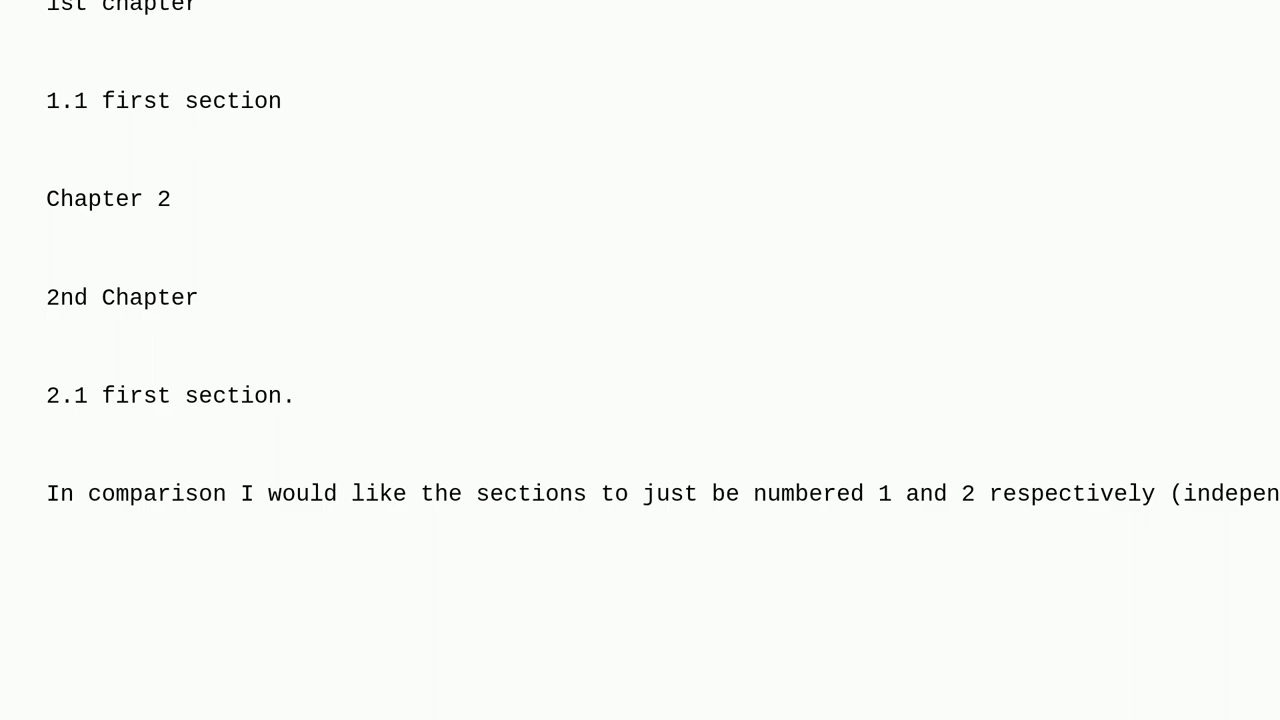 1st chapter
1.1 first section
Chapter 2
2nd Chapter
2.1 first section.
In comparison I would like the sections to just be numbered 1 and 2 respectively (indepen